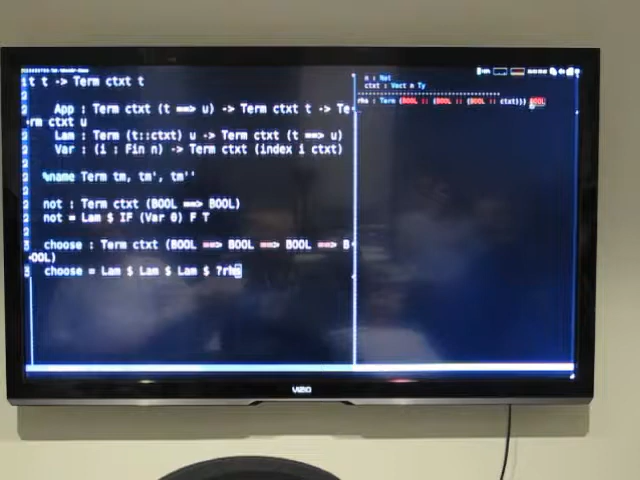 it t -> Term ctxt t
App : Term ctxt (t ==> u) -> Term ctxt t -> Te
rm ctxt u
Lam : Term (t::ctxt) u -> Term ctxt (t ==> u)
Var : (i : Fin n) -> Term ctxt (index i ctxt)
%name Term tm, tm', tm''
not : Term ctxt (BOOL ==> BOOL)
not = Lam $ IF (Var 0) F T
choose : Term ctxt (BOOL ==> BOOL ==> BOOL ==> B
OOL)
choose = Lam $ Lam $ Lam $ ?rhs
n : Nat
ctxt : Vect n Ty
rhs : Term (BOOL :: (BOOL :: (BOOL :: ctxt))) BOOL
VIZIO